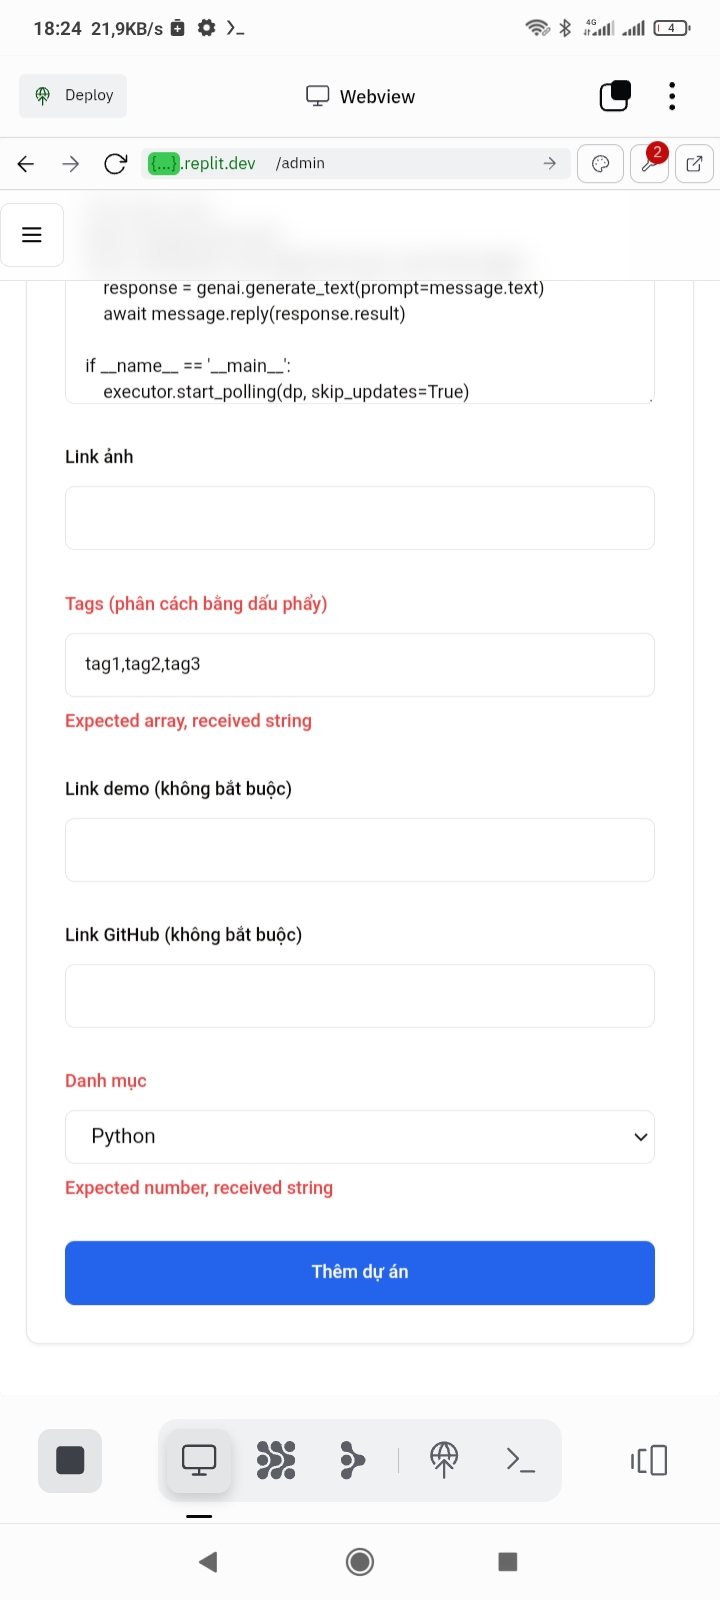 18:24 21,9KB/s
4G
4
Deploy
Webview
{...}.replit.dev /admin
2
response = genai.generate_text(prompt=message.text)
await message.reply(response.result)
if __name__ == '__main__':
executor.start_polling(dp, skip_updates=True)
Link ảnh
Tags (phân cách bằng dấu phẩy)
tag1,tag2,tag3
Expected array, received string
Link demo (không bắt buộc)
Link GitHub (không bắt buộc)
Danh mục
Python
Expected number, received string
Thêm dự án